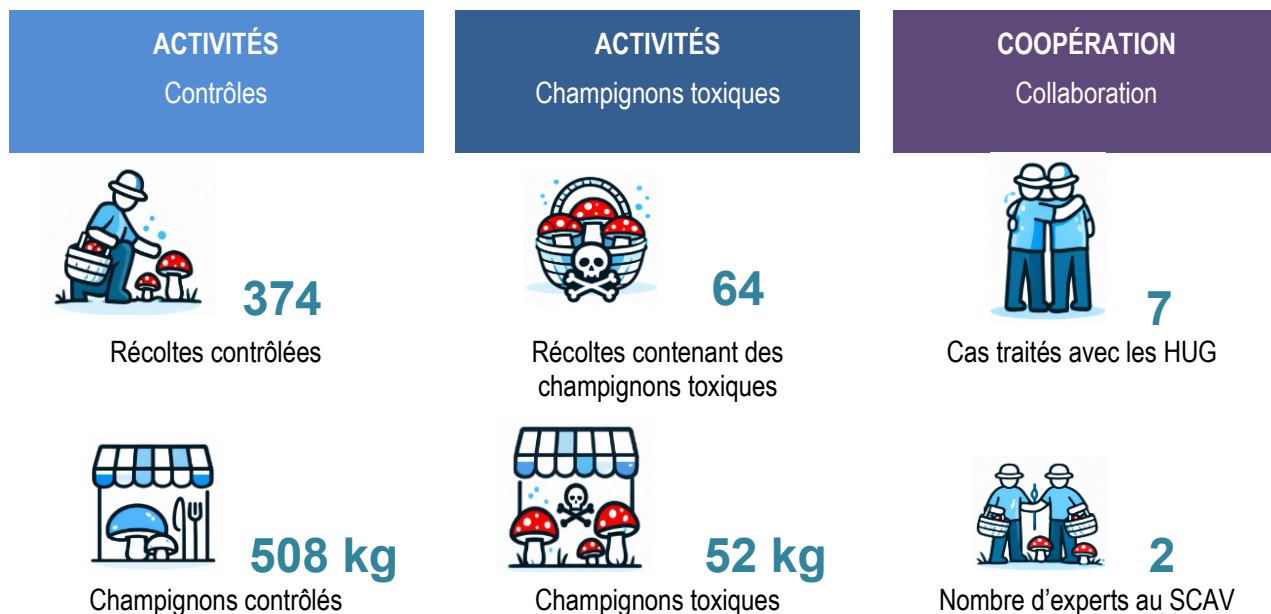 ACTIVITÉS
Contrôles
ACTIVITÉS
Champignons toxiques
COOPÉRATION
Collaboration
374
Récoltes contrôlées
64
Récoltes contenant des
champignons toxiques
7
Cas traités avec les HUG
508 kg
Champignons contrôlés
52 kg
Champignons toxiques
2
Nombre d'experts au SCAV